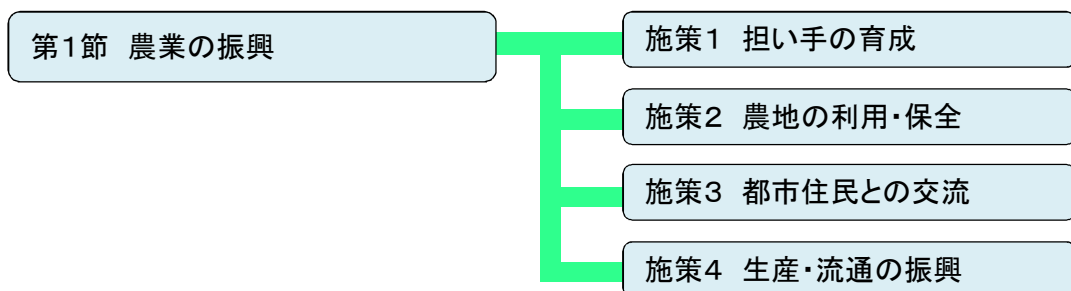 第1節 農業の振興
施策1 担い手の育成
施策2 農地の利用・保全
施策3 都市住民との交流
施策4 生産・流通の振興